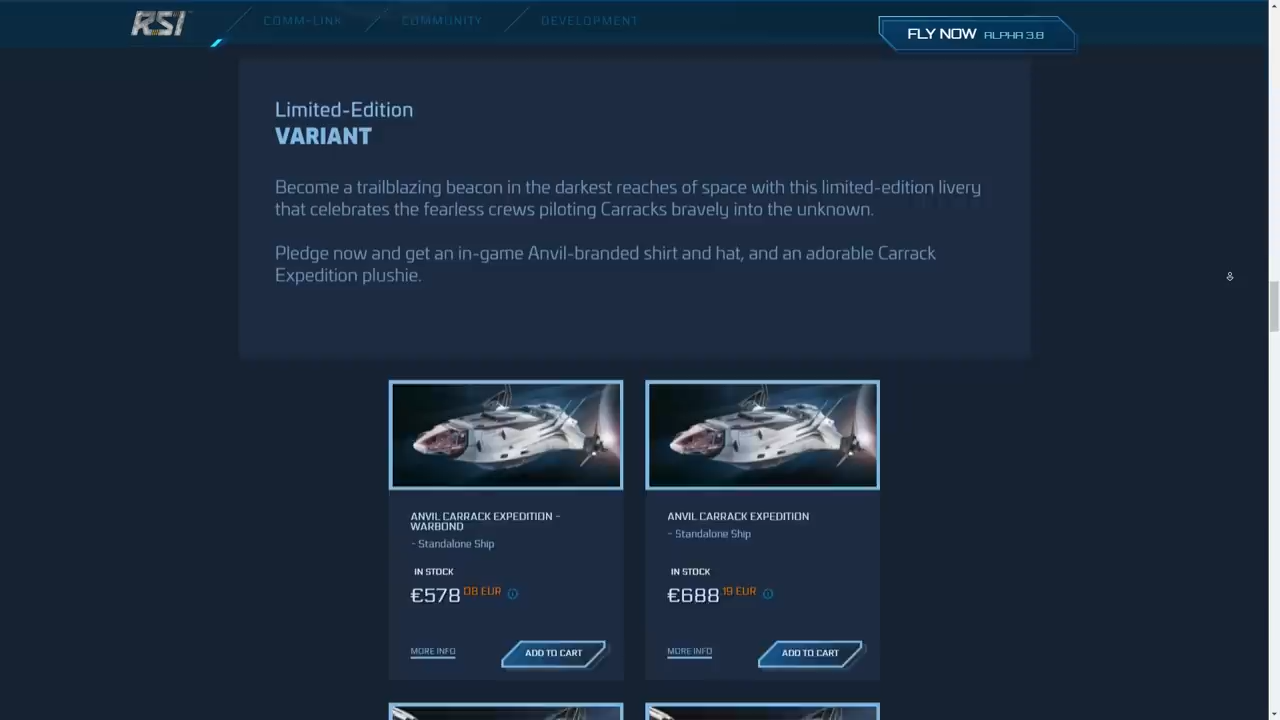 RSI
COMM-LINK
COMMUNITY
DEVELOPMENT
FLY NOW ALPHA 3.8
Limited-Edition
VARIANT
Become a trailblazing beacon in the darkest reaches of space with this limited-edition livery
that celebrates the fearless crews piloting Carracks bravely into the unknown.
Pledge now and get an in-game Anvil-branded shirt and hat, and an adorable Carrack
Expedition plushie.
ANVIL CARRACK EXPEDITION -
WARBOND
- Standalone Ship
IN STOCK
€578 08 EUR
MORE INFO
ADD TO CART
ANVIL CARRACK EXPEDITION
- Standalone Ship
IN STOCK
€688 19 EUR
MORE INFO
ADD TO CART